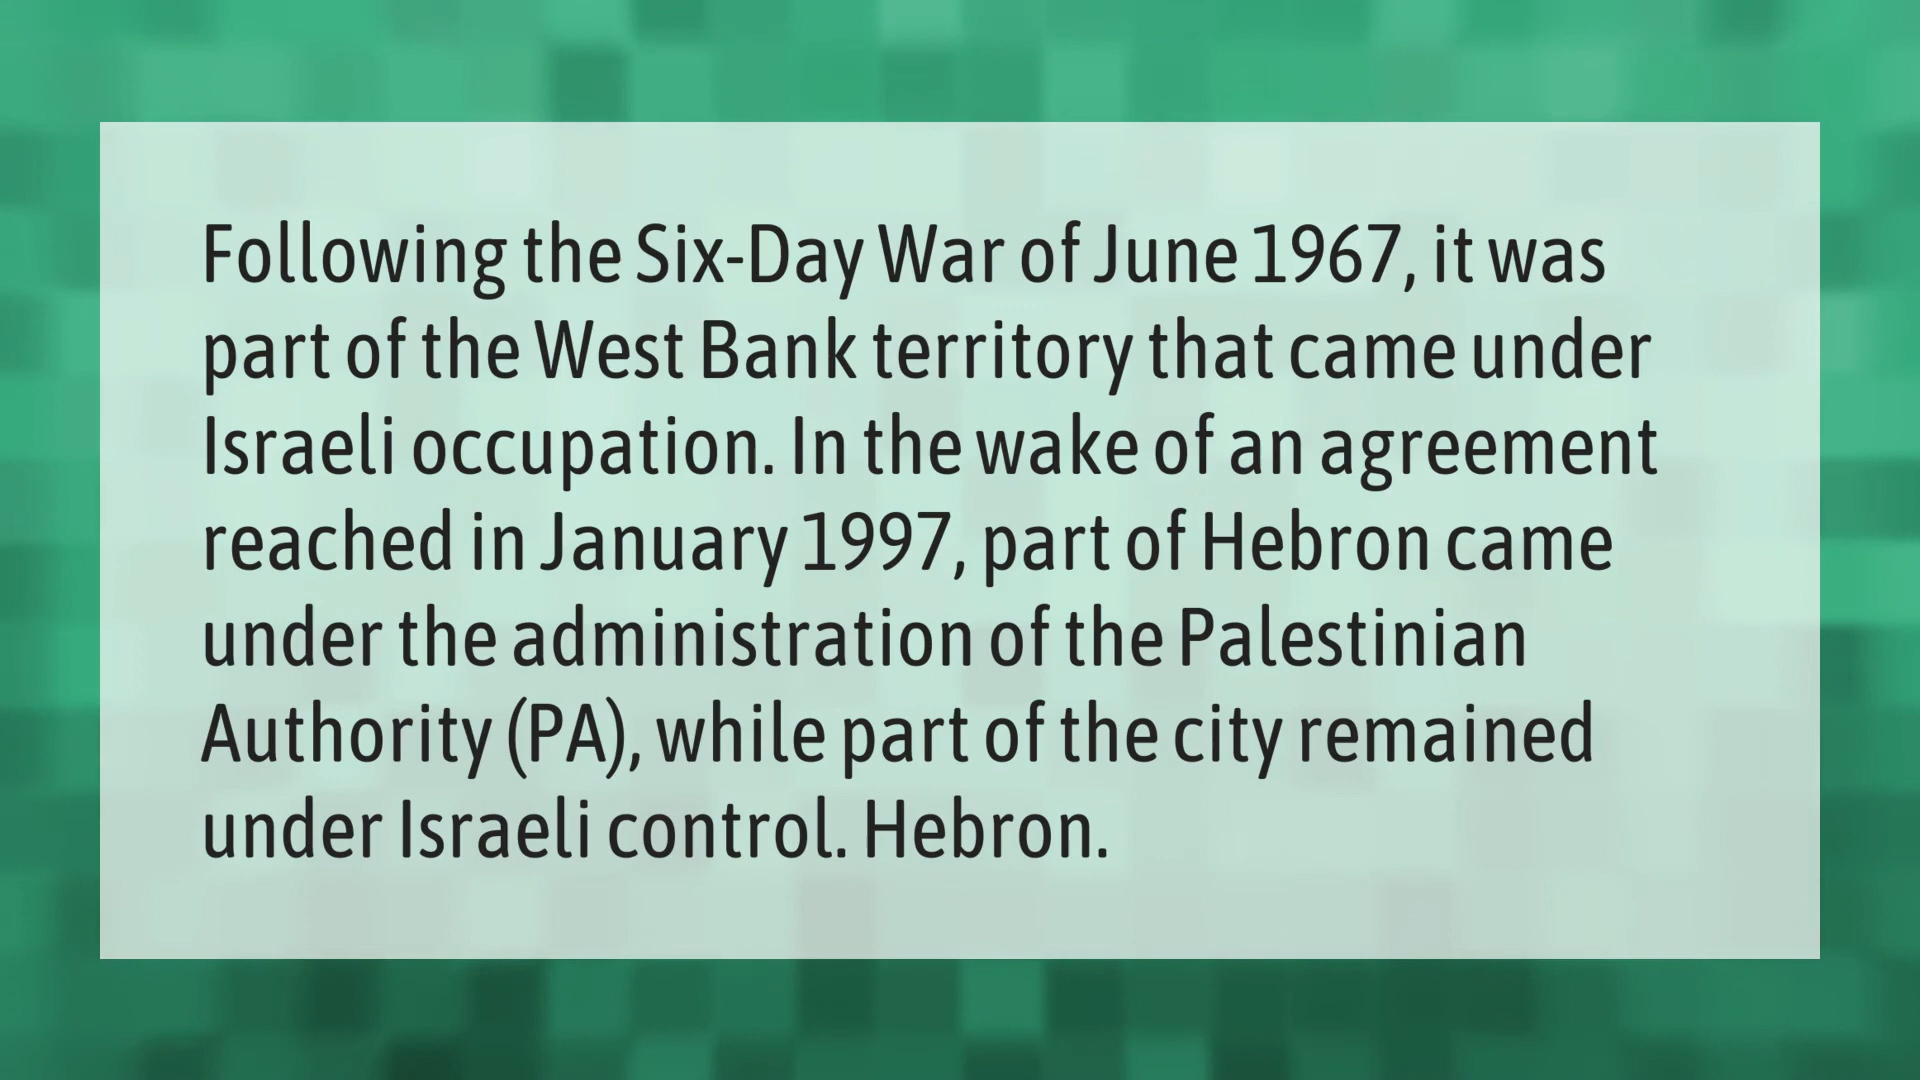 Following the Six-Day War of June 1967, it was
part of the West Bank territory that came under
Israeli occupation. In the wake of an agreement
reached in January 1997, part of Hebron came
under the administration of the Palestinian
Authority (PA), while part of the city remained
under Israeli control. Hebron.